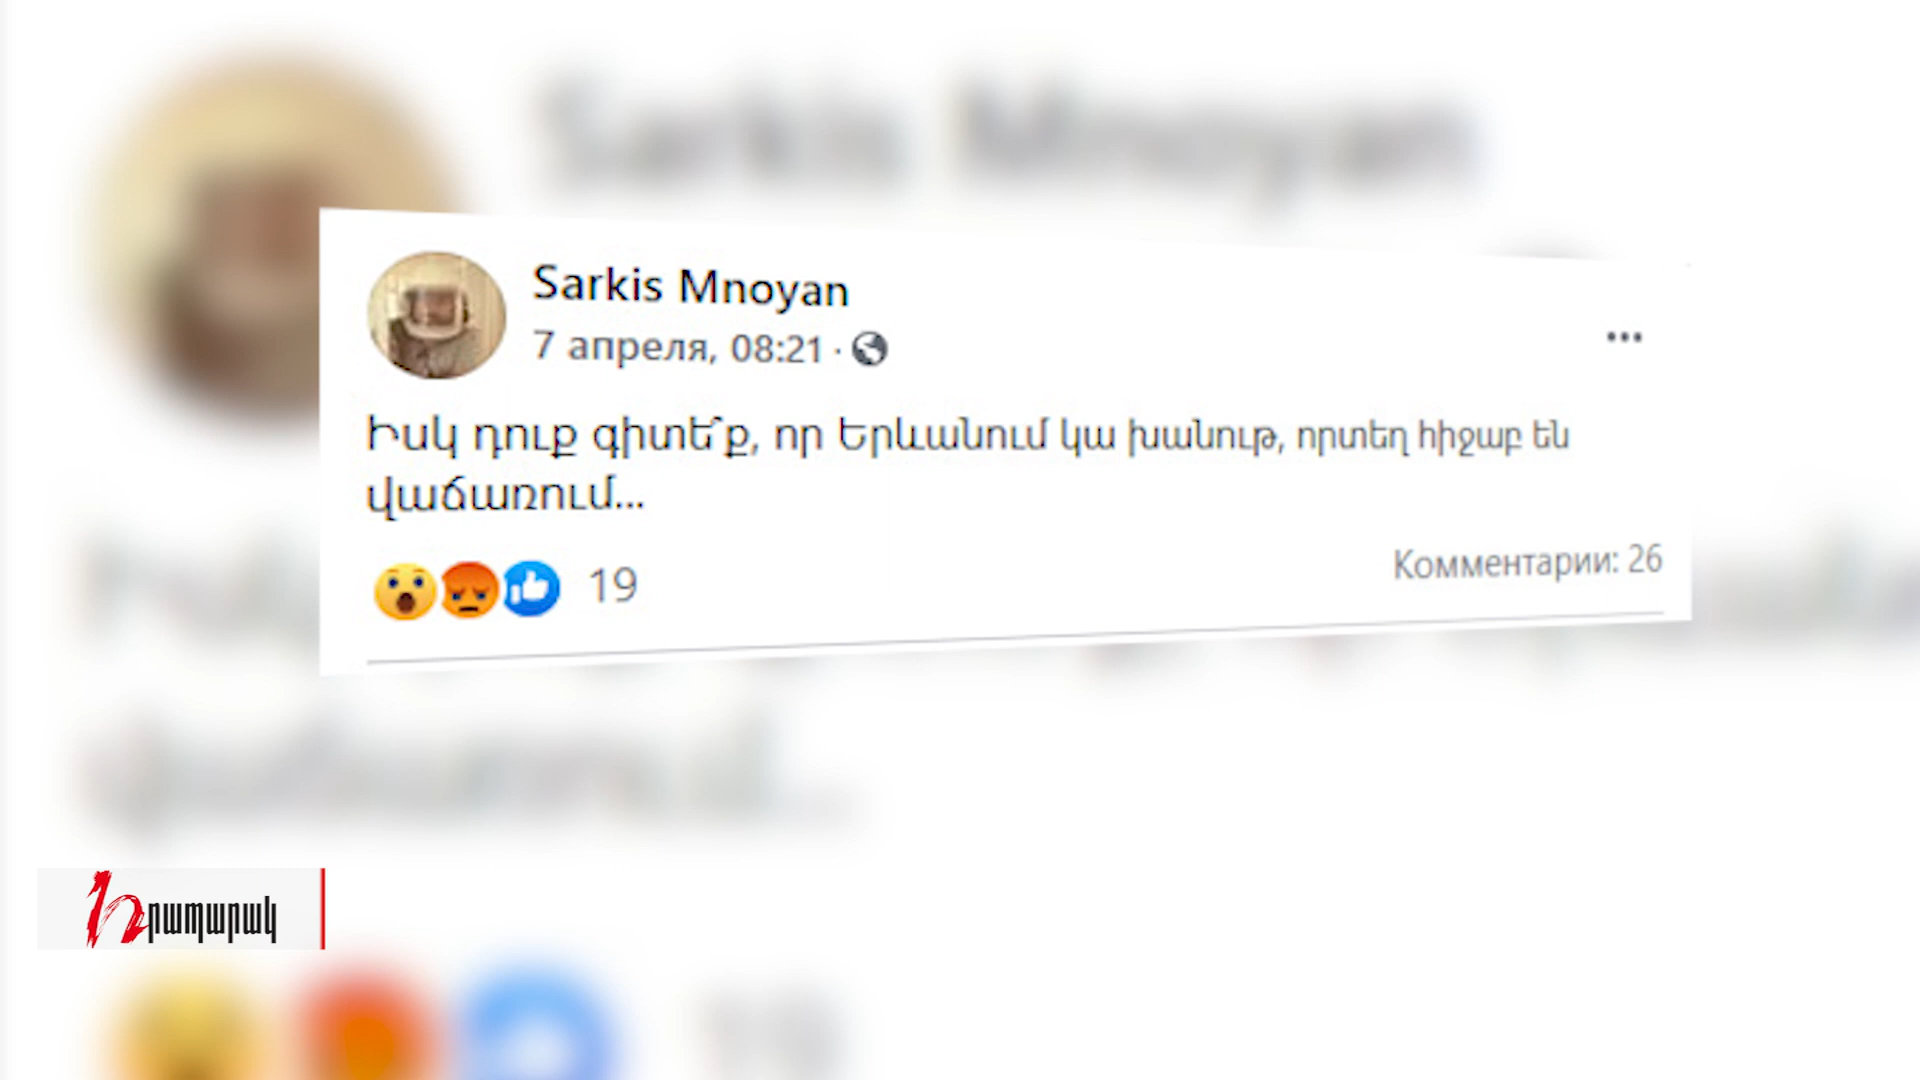 Sarkis Mnoyan
7 апреля, 08:21 ·
Իսկ դուք գիտե՞ք, որ Երևանում կա խանութ, որտեղ հիջաբ են
վաճառում...
19
Комментарии: 26
Հրապարակ